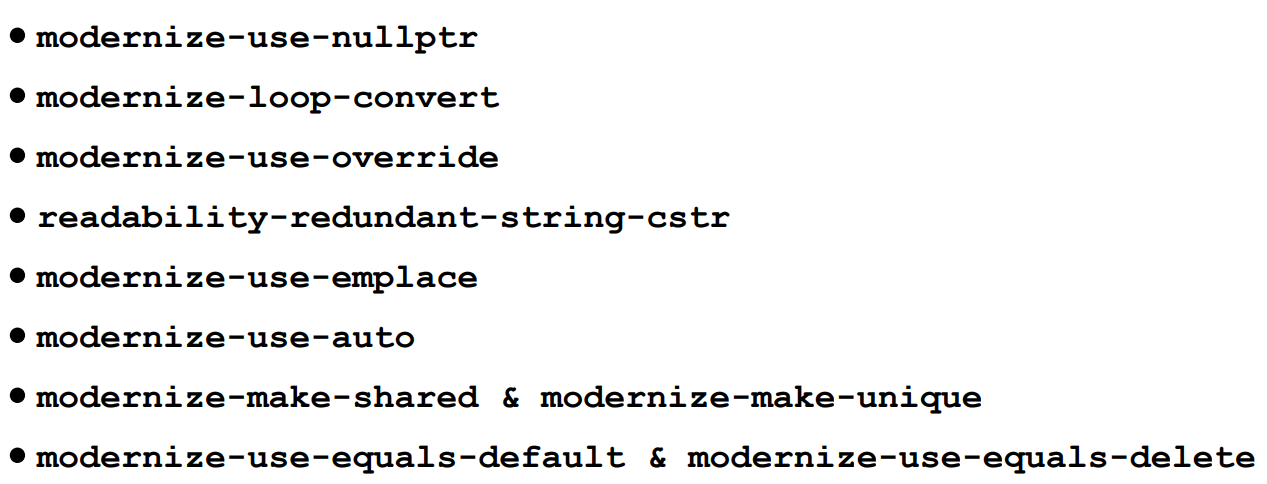 • modernize-use-nullptr
• modernize-loop-convert
• modernize-use-override
• readability-redundant-string-cstr
• modernize-use-emplace
• modernize-use-auto
• modernize-make-shared & modernize-make-unique
• modernize-use-equals-default & modernize-use-equals-delete